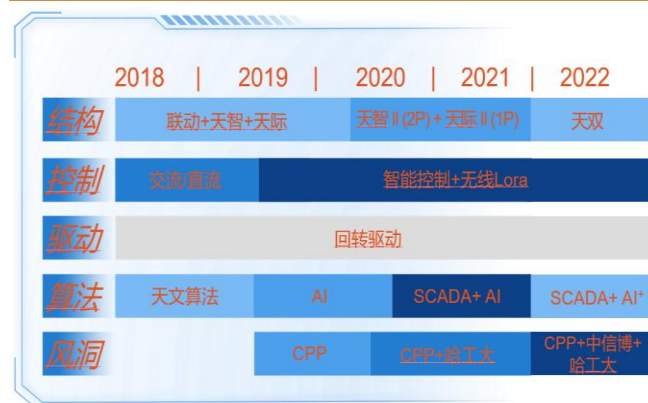 2018 | 2019 | 2020 | 2021 | 2022
结构 联动+天智+天际 天智Ⅱ(2P)+天际Ⅱ(1P) 天双
控制 交流/直流 智能控制+无线Lora
驱动 回转驱动
算法 天文算法 AI SCADA+ AI SCADA+ AI⁺
风洞 CPP CPP+哈工大 CPP+中信博+
哈工大